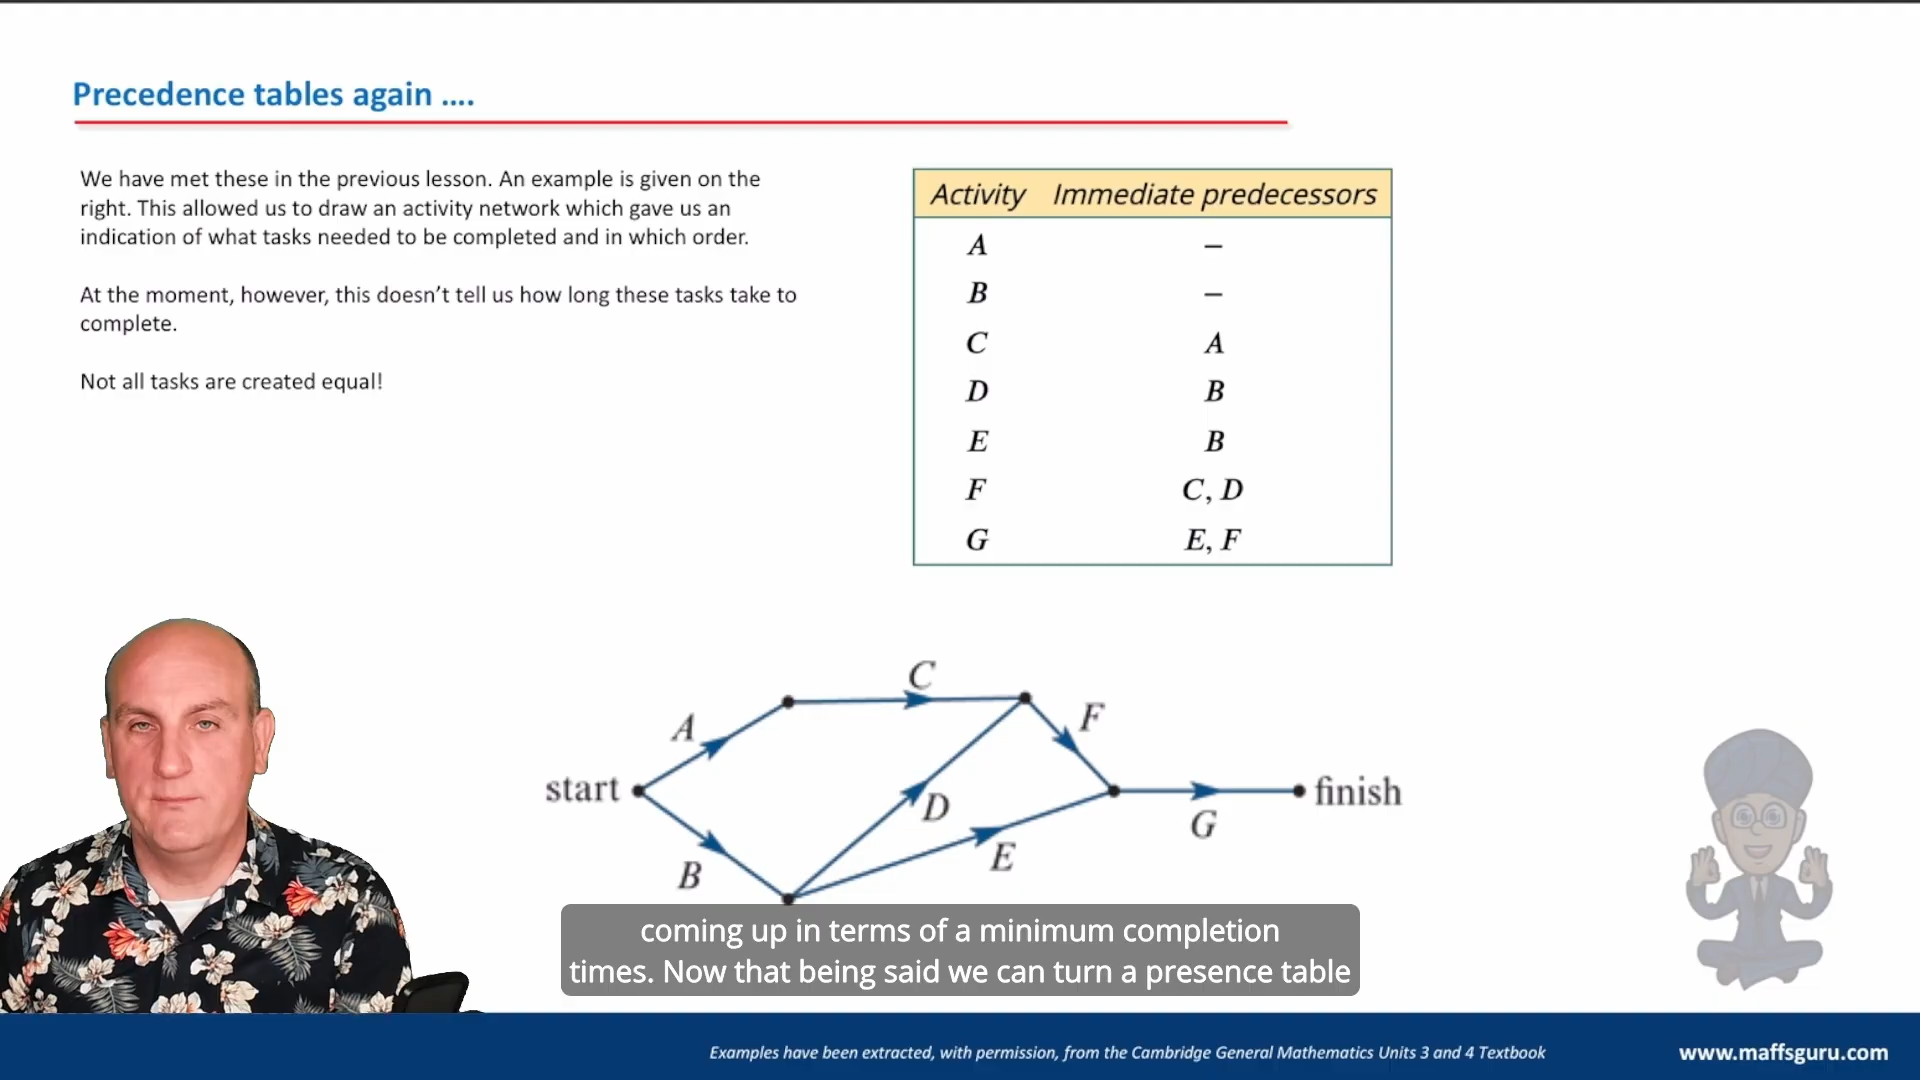 Precedence tables again ....
We have met these in the previous lesson. An example is given on the
right. This allowed us to draw an activity network which gave us an
indication of what tasks needed to be completed and in which order.
At the moment, however, this doesn't tell us how long these tasks take to
complete.
Not all tasks are created equal!
Activity Immediate predecessors
A –
B –
C A
D B
E B
F C, D
G E, F
C
A
F
start
D
finish
G
E
B
coming up in terms of a minimum completion
times. Now that being said we can turn a presence table
Examples have been extracted, with permission, from the Cambridge General Mathematics Units 3 and 4 Textbook
www.maffsguru.com